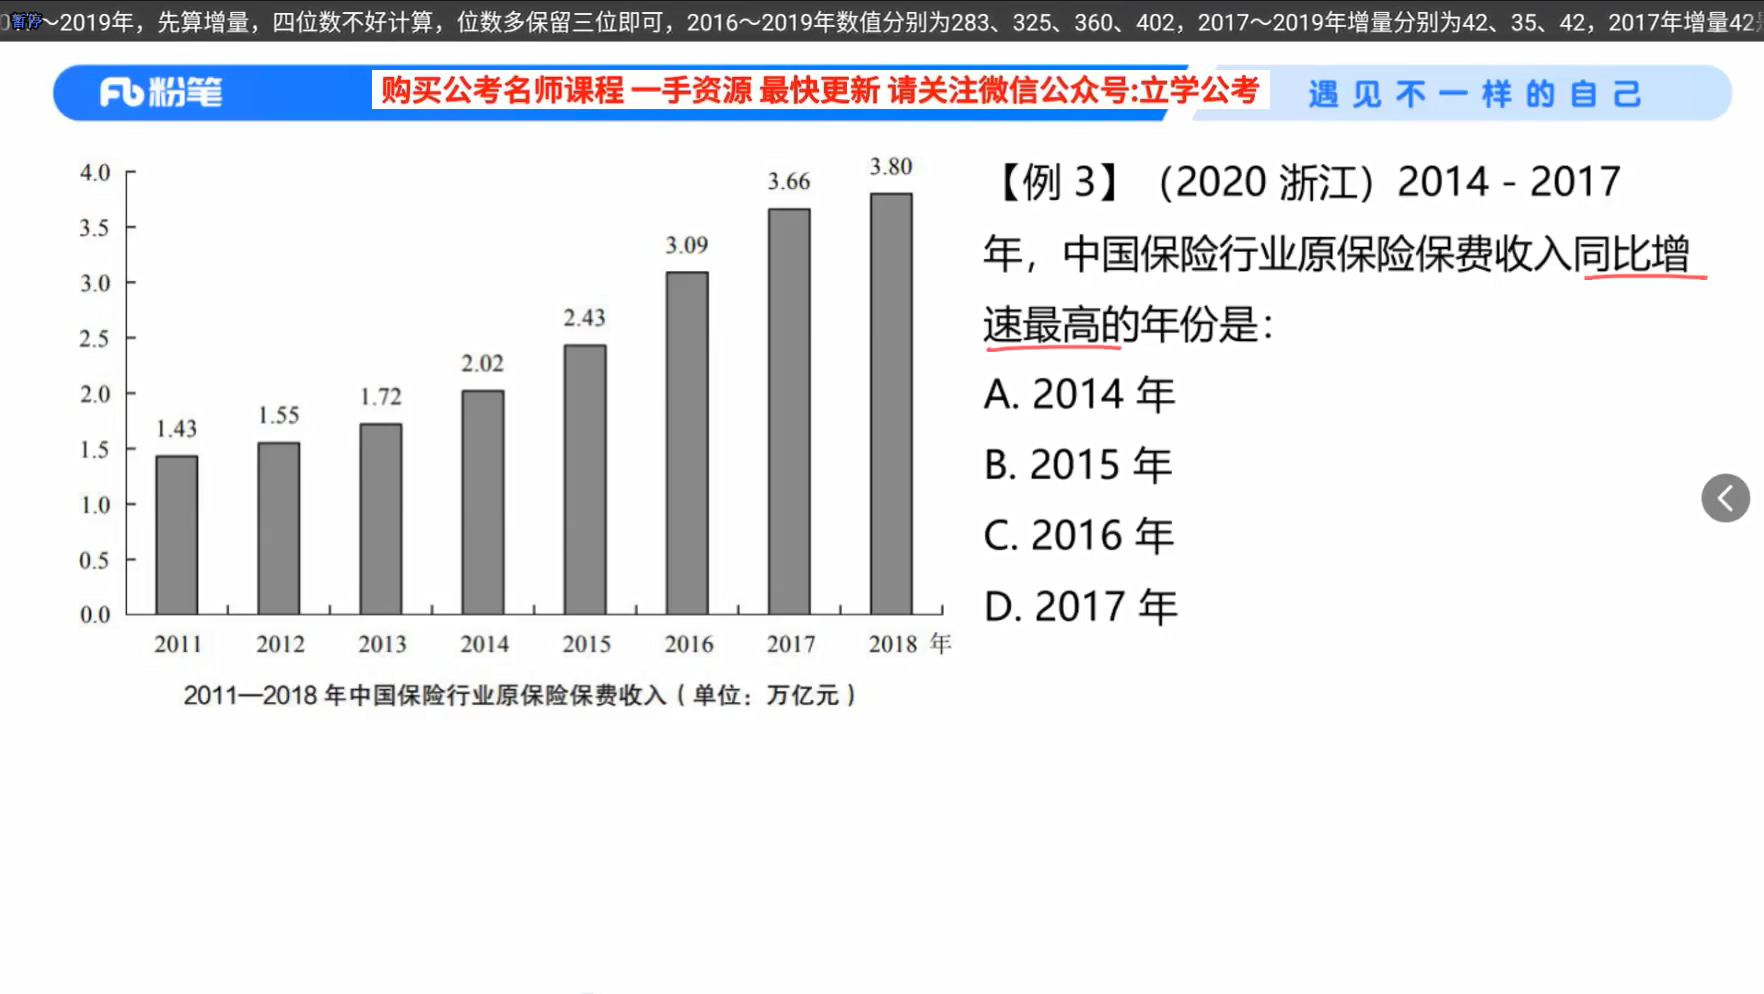 ～2019年，先算增量，四位数不好计算，位数多保留三位即可，2016～2019年数值分别为283、325、360、402，2017～2019年增量分别为42、35、42，2017年增量42
暂停
粉笔
购买公考名师课程 一手资源 最快更新 请关注微信公众号:立学公考
遇见不一样的自己
4.0
3.5
3.0
2.5
2.0
1.5
1.0
0.5
0.0
1.43
1.55
1.72
2.02
2.43
3.09
3.66
3.80
2011 2012 2013 2014 2015 2016 2017 2018 年
2011—2018 年中国保险行业原保险保费收入（单位：万亿元）
【例 3】（2020 浙江）2014 - 2017
年，中国保险行业原保险保费收入同比增
速最高的年份是：
A. 2014 年
B. 2015 年
C. 2016 年
D. 2017 年